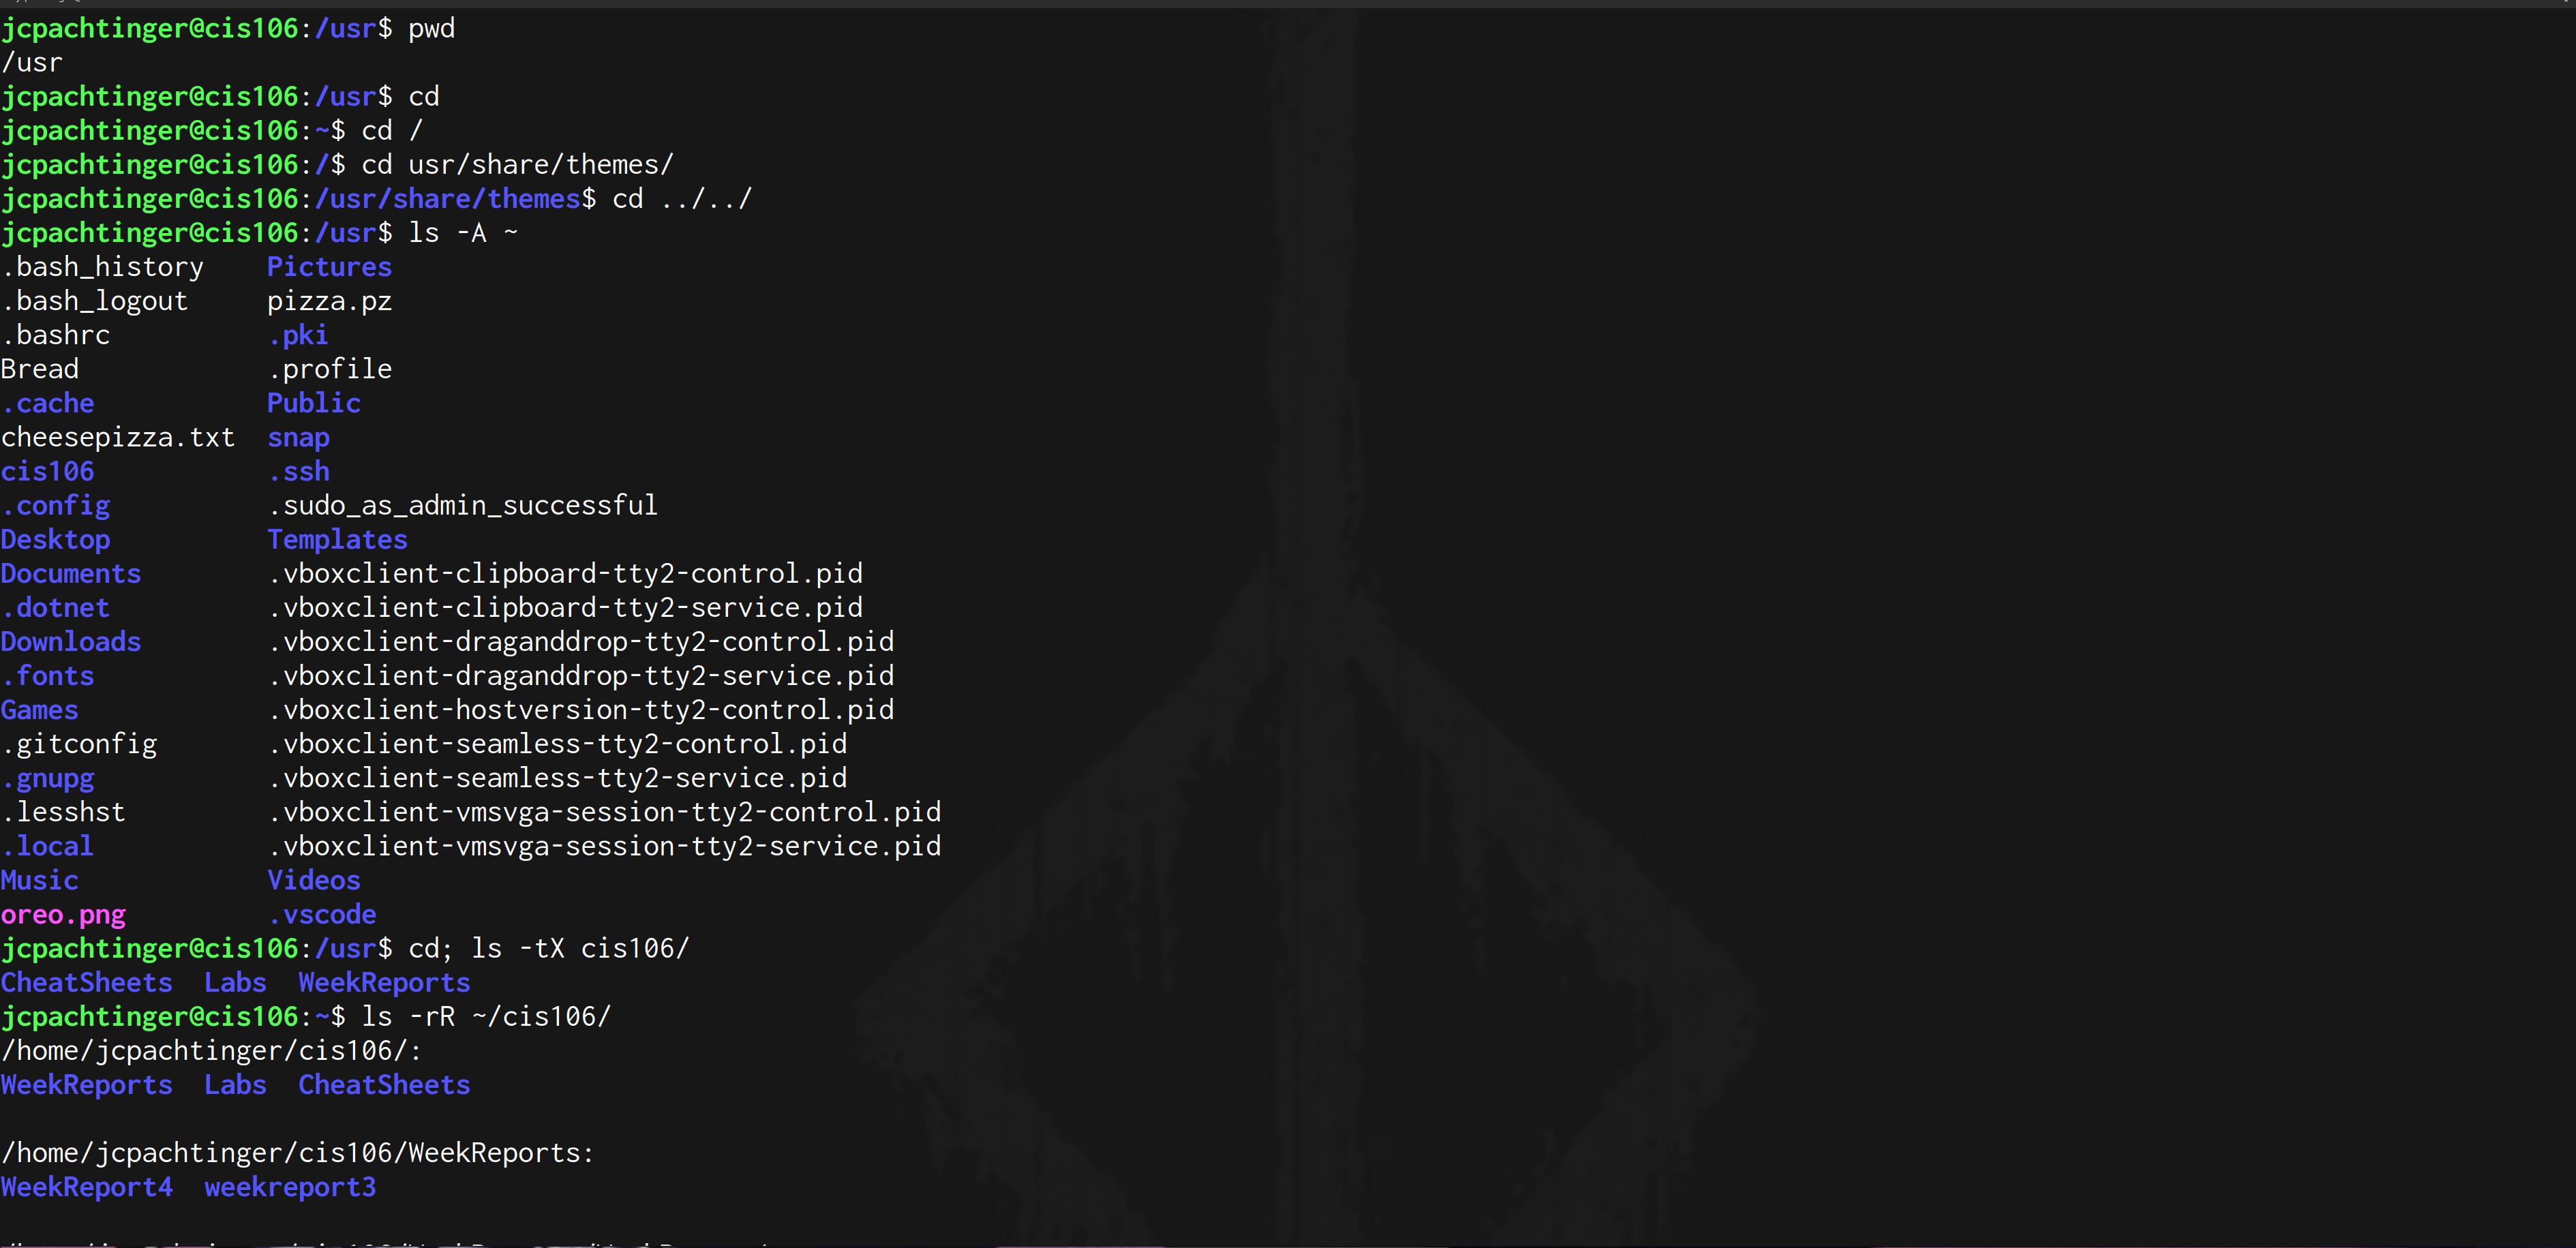 jcpachtinger@cis106:/usr$ pwd
/usr
jcpachtinger@cis106:/usr$ cd
jcpachtinger@cis106:~$ cd /
jcpachtinger@cis106:/$ cd usr/share/themes/
jcpachtinger@cis106:/usr/share/themes$ cd ../../
jcpachtinger@cis106:/usr$ ls -A ~
.bash_history    Pictures
.bash_logout     pizza.pz
.bashrc          .pki
Bread            .profile
.cache           Public
cheesepizza.txt  snap
cis106           .ssh
.config          .sudo_as_admin_successful
Desktop          Templates
Documents        .vboxclient-clipboard-tty2-control.pid
.dotnet          .vboxclient-clipboard-tty2-service.pid
Downloads        .vboxclient-draganddrop-tty2-control.pid
.fonts           .vboxclient-draganddrop-tty2-service.pid
Games            .vboxclient-hostversion-tty2-control.pid
.gitconfig       .vboxclient-seamless-tty2-control.pid
.gnupg           .vboxclient-seamless-tty2-service.pid
.lesshst         .vboxclient-vmsvga-session-tty2-control.pid
.local           .vboxclient-vmsvga-session-tty2-service.pid
Music            Videos
oreo.png         .vscode
jcpachtinger@cis106:/usr$ cd; ls -tX cis106/
CheatSheets  Labs  WeekReports
jcpachtinger@cis106:~$ ls -rR ~/cis106/
/home/jcpachtinger/cis106/:
WeekReports  Labs  CheatSheets

/home/jcpachtinger/cis106/WeekReports:
WeekReport4  weekreport3